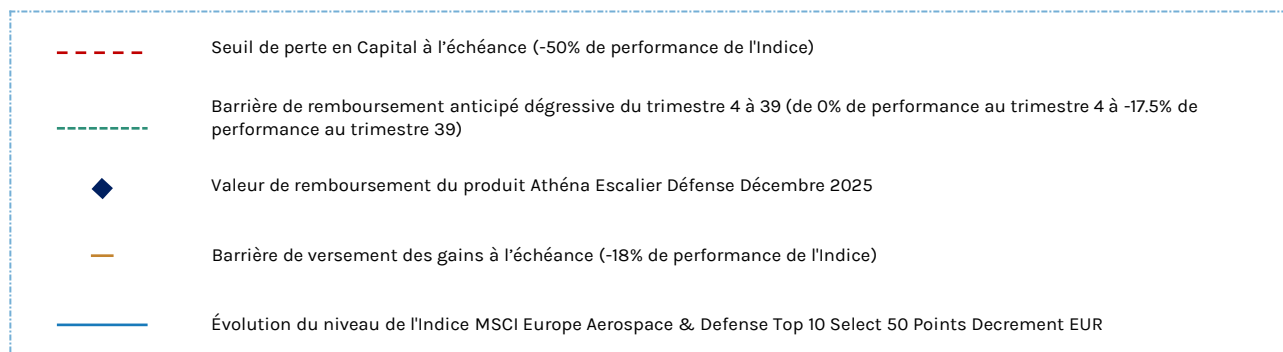 Seuil de perte en Capital à l’échéance (-50% de performance de l'Indice)
Barrière de remboursement anticipé dégressive du trimestre 4 à 39 (de 0% de performance au trimestre 4 à -17.5% de
performance au trimestre 39)
Valeur de remboursement du produit Athéna Escalier Défense Décembre 2025
Barrière de versement des gains à l’échéance (-18% de performance de l'Indice)
Évolution du niveau de l'Indice MSCI Europe Aerospace & Defense Top 10 Select 50 Points Decrement EUR